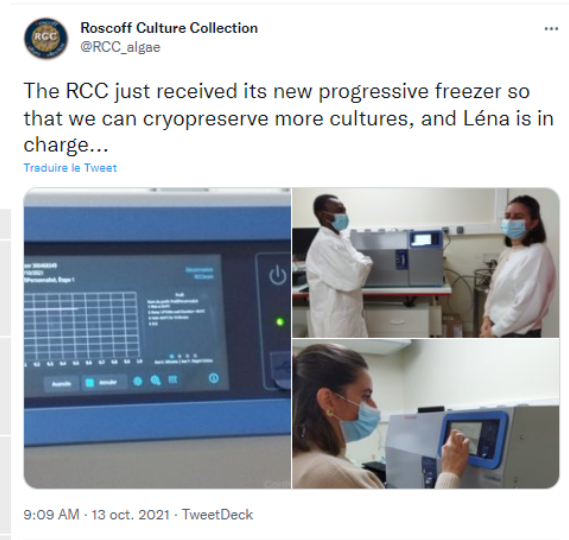 Roscoff Culture Collection
@RCC_algae
The RCC just received its new progressive freezer so
that we can cryopreserve more cultures, and Léna is in
charge...
Traduire le Tweet
RCC
Annuler
9:09 AM · 13 oct. 2021 · TweetDeck